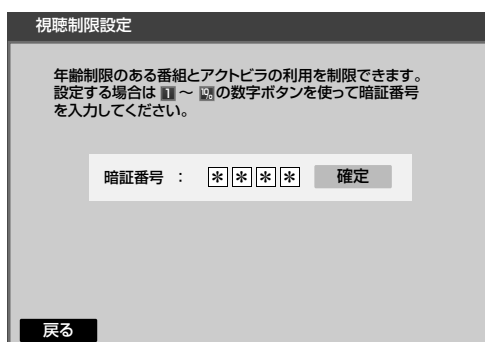 視聴制限設定
年齢制限のある番組とアクトビラの利用を制限できます。
設定する場合は 1 ～ 10 の数字ボタンを使って暗証番号
を入力してください。
暗証番号 ： ＊ ＊ ＊ ＊ 確定
戻る